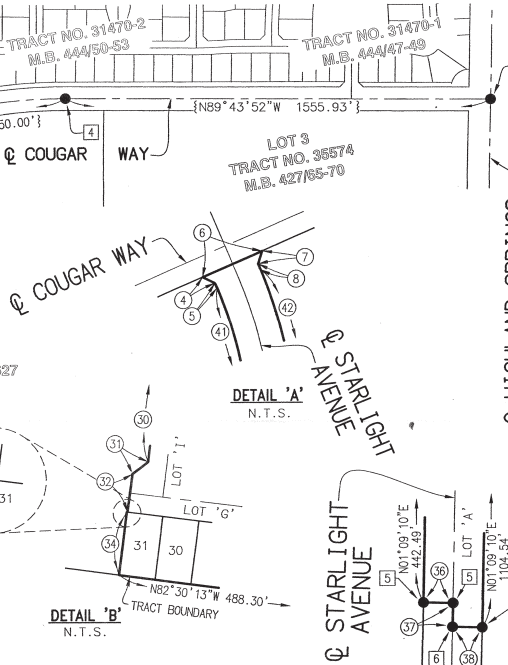 TRACT NO. 31470-2
M.B. 444/50-53
TRACT NO. 31470-1
M.B. 444/47-49
{N89°43'52"W 1555.93'}
50.00'}
4
℄ COUGAR WAY
LOT 3
TRACT NO. 35574
M.B. 427/65-70
℄ COUGAR WAY
6
7
8
4
5
41
42
DETAIL 'A'
N.T.S.
℄ STARLIGHT
AVENUE
527
30
31
32
LOT 'I'
LOT 'G'
31
34
31
30
N82°30'13"W 488.30'
TRACT BOUNDARY
DETAIL 'B'
N.T.S.
℄ STARLIGHT
AVENUE
N01°09'10"E
442.49'
LOT 'A'
N01°09'10"E
1104.54'
5
36
5
37
6
38